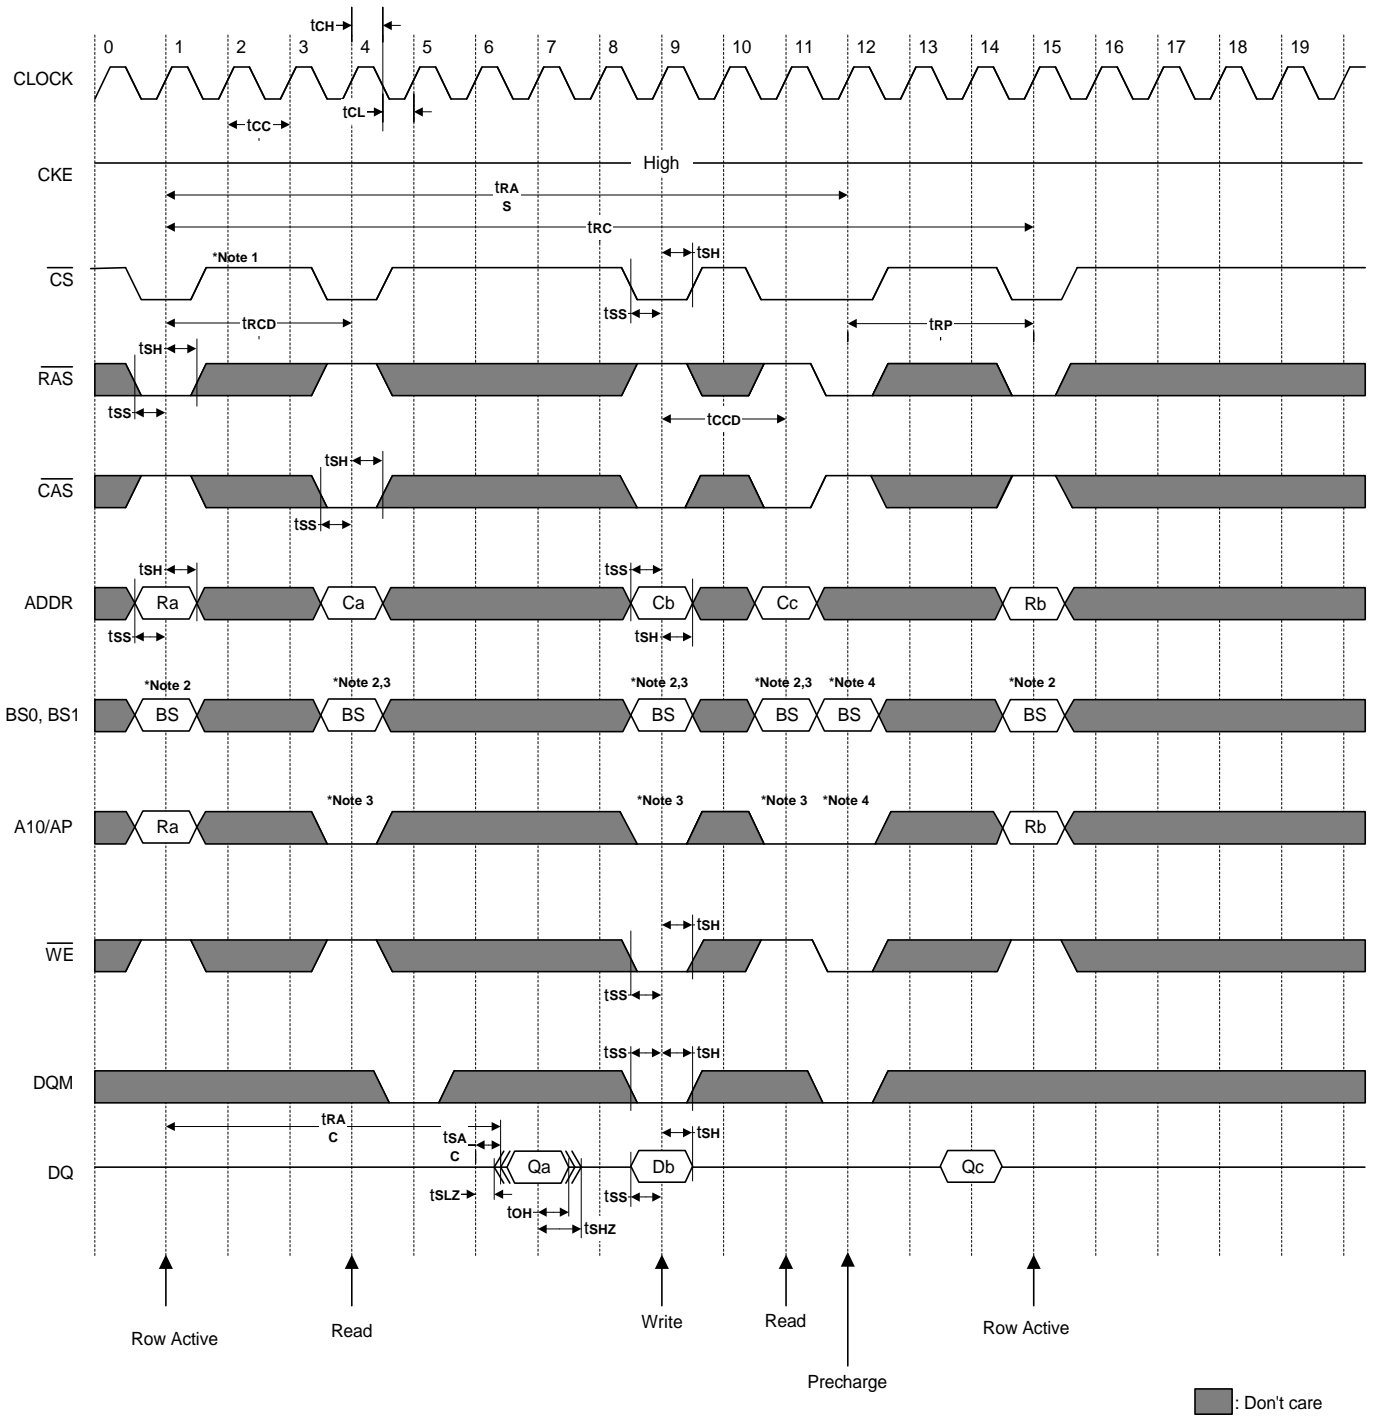 tCH
0 1 2 3 4 5 6 7 8 9 10 11 12 13 14 15 16 17 18 19
CLOCK
tCL
tCC
High
CKE
tRA
S
tRC
*Note 1
tSH
CS
tSS
tRCD
tRP
tSH
RAS
tSS
tCCD
tSH
CAS
tSS
tSH
tSS
ADDR
Ra Ca Cb Cc Rb
tSS
tSH
*Note 2 *Note 2,3 *Note 2,3 *Note 2,3 *Note 4 *Note 2
BS0, BS1
BS BS BS BS BS BS
*Note 3 *Note 3 *Note 3 *Note 4
A10/AP
Ra Rb
tSH
WE
tSS
tSS tSH
DQM
tRA
C
tSA
C
tSH
DQ
Qa Db Qc
tSLZ
tSS
tOH
tSHZ
Row Active
Read
Write
Read
Row Active
Precharge
: Don't care